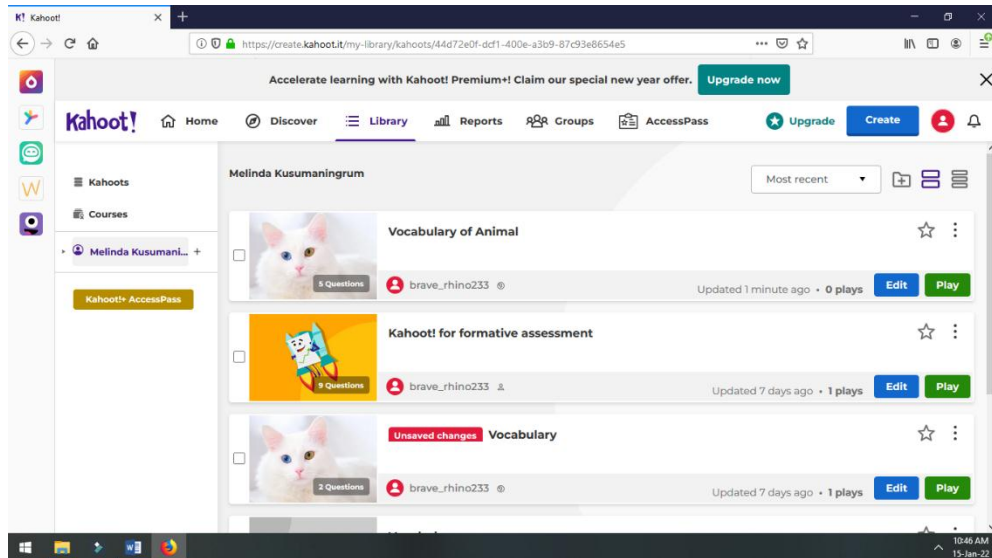 K! Kahoot!
https://create.kahoot.it/my-library/kahoots/44d72e0f-dcf1-400e-a3b9-87c93e8654e5
Accelerate learning with Kahoot! Premium+! Claim our special new year offer. Upgrade now
Kahoot! Home Discover Library Reports Groups AccessPass Upgrade Create
Kahoots
Courses
Melinda Kusumani... +
Kahoot!+ AccessPass
Melinda Kusumaningrum
Most recent
Vocabulary of Animal
5 Questions
brave_rhino233
Updated 1 minute ago • 0 plays
Edit Play
Kahoot! for formative assessment
9 Questions
brave_rhino233
Updated 7 days ago • 1 plays
Edit Play
Unsaved changes Vocabulary
2 Questions
brave_rhino233
Updated 7 days ago • 1 plays
Edit Play
10:46 AM
15-Jan-22